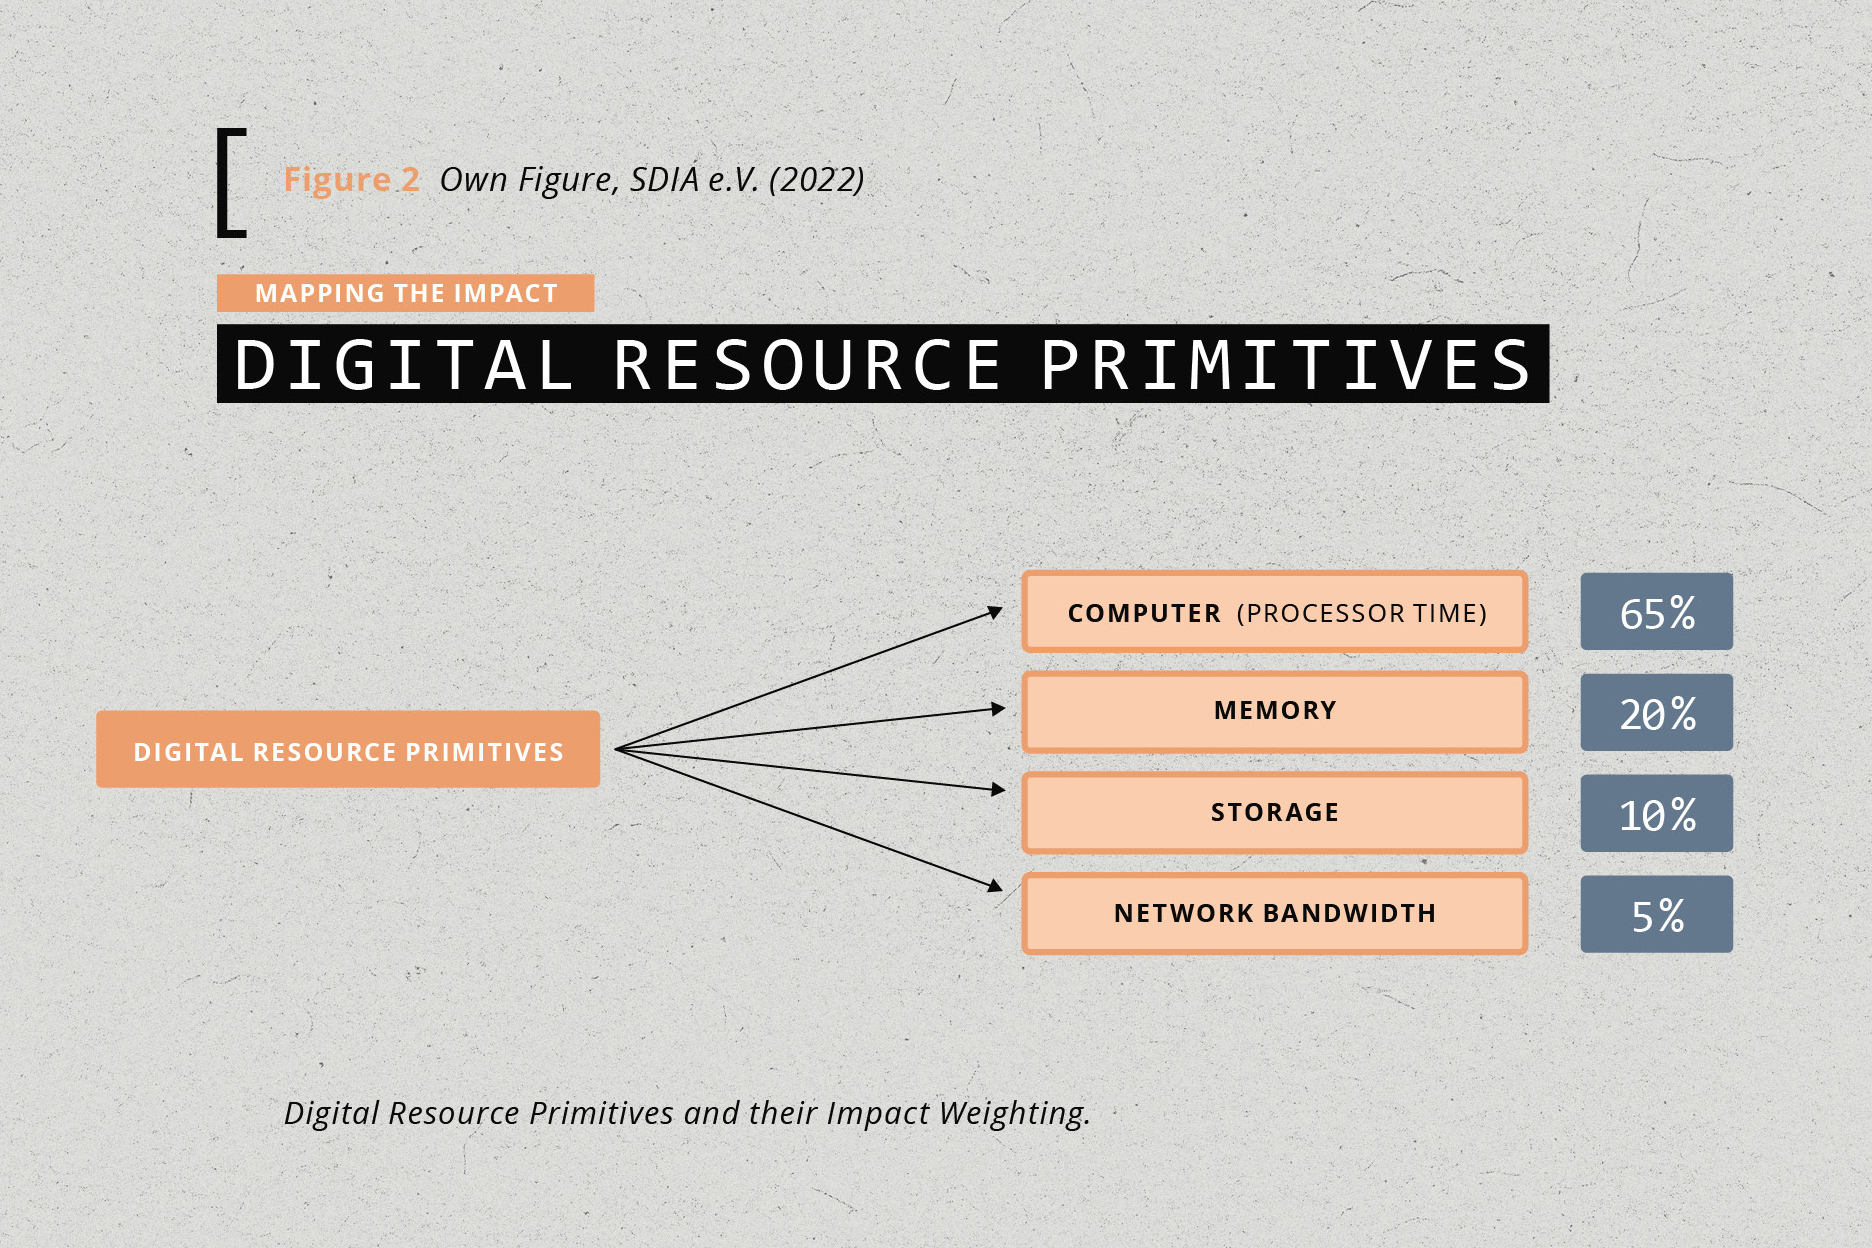 Figure 2 Own Figure, SDIA e.V. (2022)
MAPPING THE IMPACT
DIGITAL RESOURCE PRIMITIVES
DIGITAL RESOURCE PRIMITIVES
COMPUTER (PROCESSOR TIME) 65%
MEMORY 20%
STORAGE 10%
NETWORK BANDWIDTH 5%
Digital Resource Primitives and their Impact Weighting.